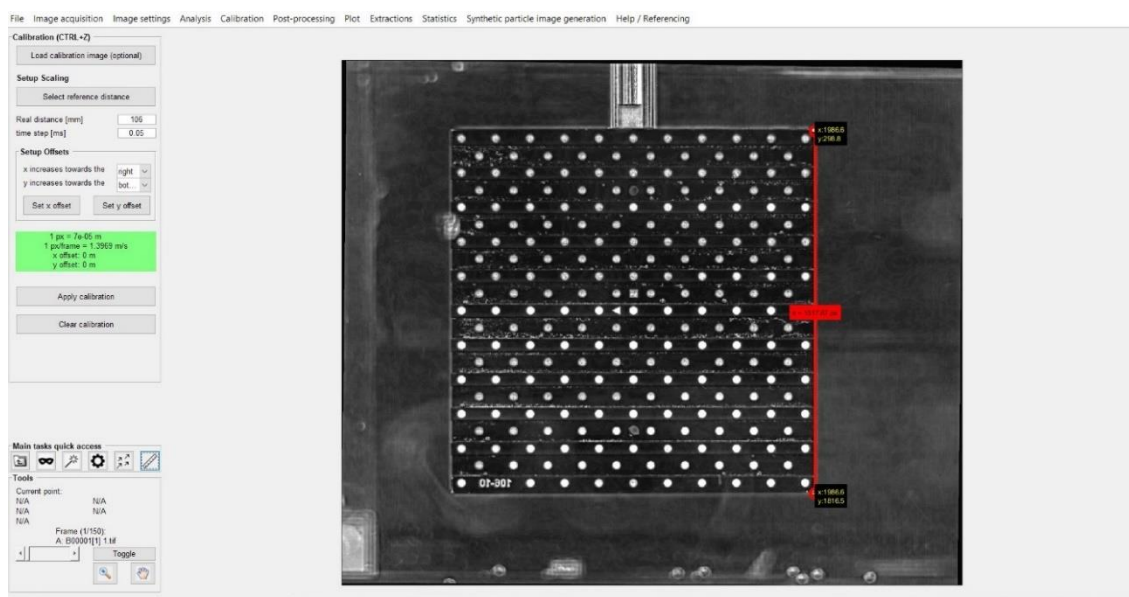 File Image acquisition Image settings Analysis Calibration Post-processing Plot Extractions Statistics Synthetic particle image generation Help / Referencing
Calibration (CTRL+Z)
Load calibration image (optional)
Setup Scaling
Select reference distance
Real distance [mm] 106
time step [ms] 0.05
Setup Offsets
x increases towards the right
y increases towards the bot...
Set x offset Set y offset
1 px = 7e-05 m
1 px/frame = 1.3969 m/s
x offset: 0 m
y offset: 0 m
Apply calibration
Clear calibration
x:1986.6
y:298.8
106-10
x:1986.6
y:1816.5
Main tasks quick access
Tools
Current point:
N/A N/A
N/A N/A
N/A
Frame (1/150):
A: B00001[1] 1.tif
Toggle